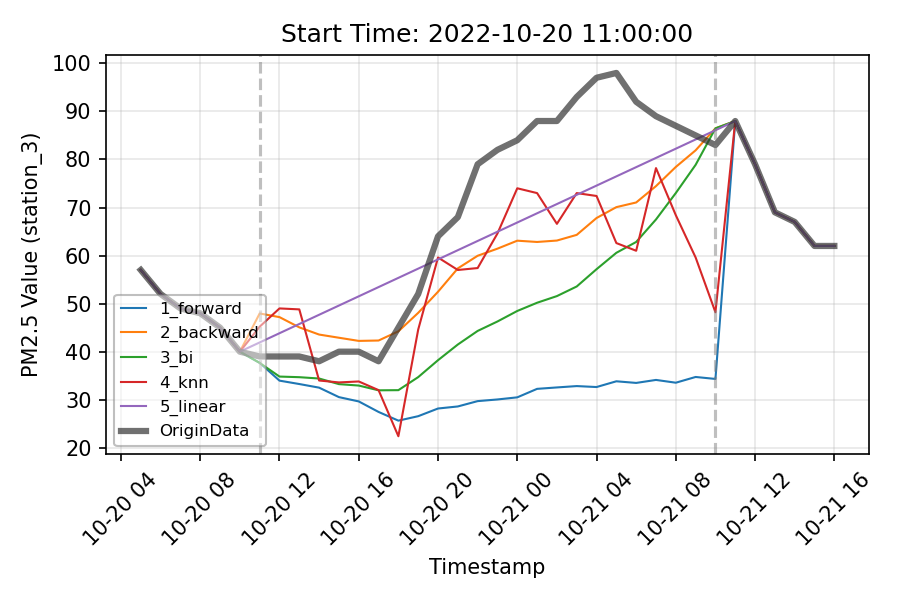 Start Time: 2022-10-20 11:00:00
PM2.5 Value (station_3)
100
90
80
70
60
50
40
30
20
1_forward
2_backward
3_bi
4_knn
5_linear
OriginData
10-20 04
10-20 08
10-20 12
10-20 16
10-20 20
10-21 00
10-21 04
10-21 08
10-21 12
10-21 16
Timestamp